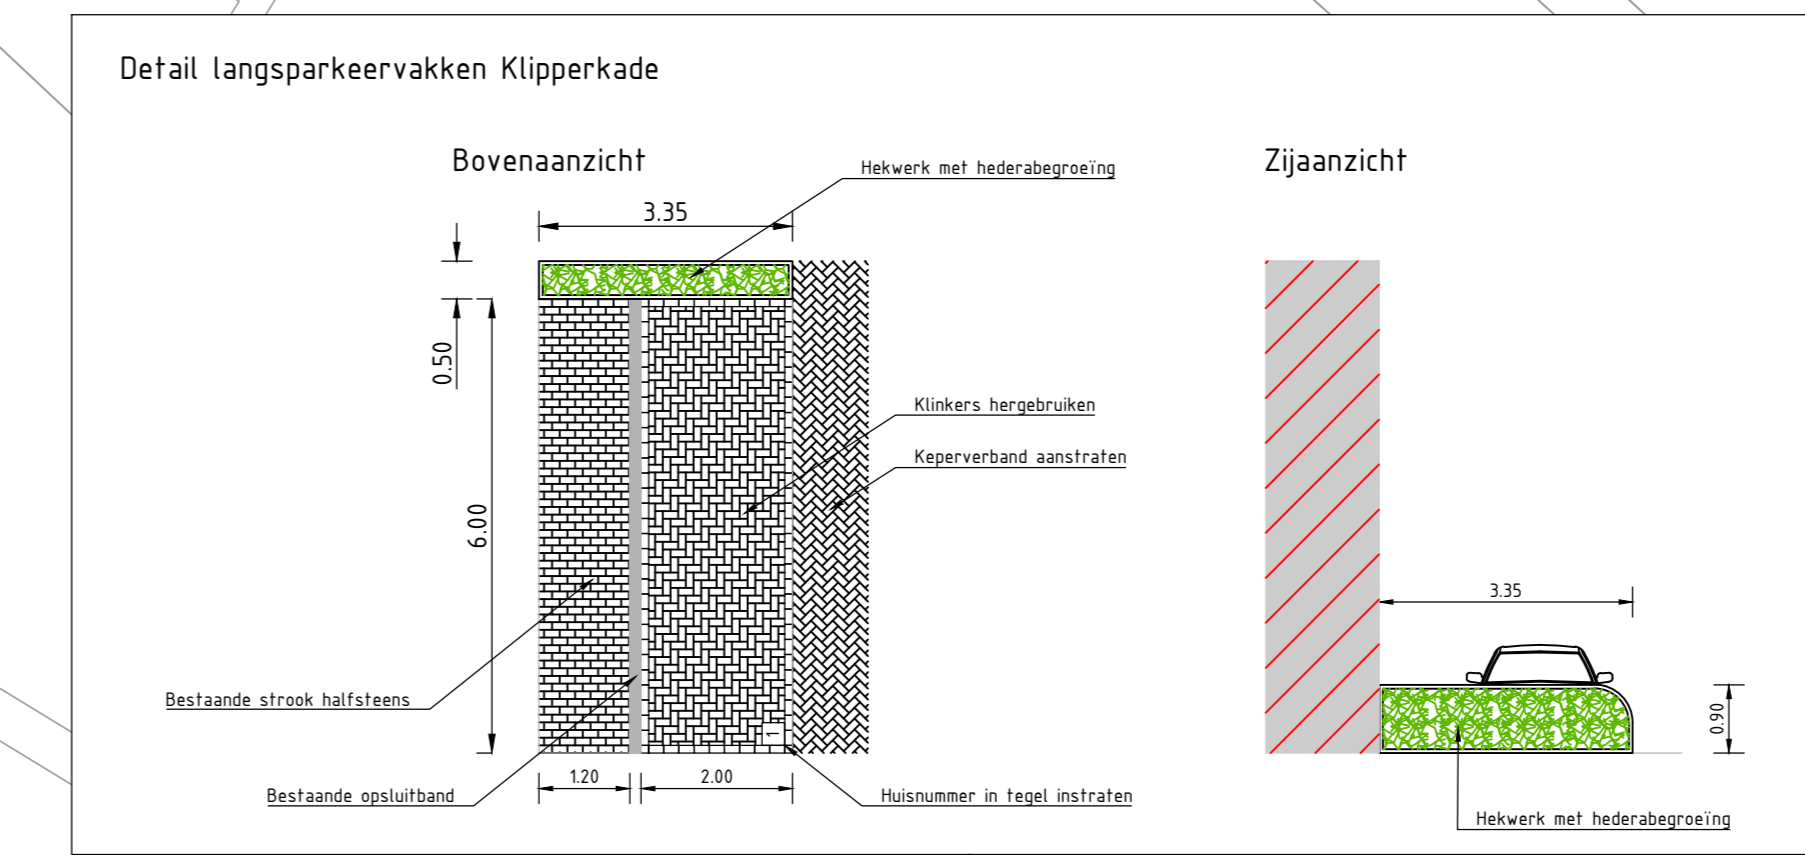 Detail langsparkeervakken Klipperkade
Bovenaanzicht
Zijaanzicht
Hekwerk met hederabegroeïng
3.35
0.50
6.00
Klinkers hergebruiken
Keperverband aanstraten
Bestaande strook halfsteens
Bestaande opsluitband
1.20
2.00
1
Huisnummer in tegel instraten
3.35
0.90
Hekwerk met hederabegroeïng